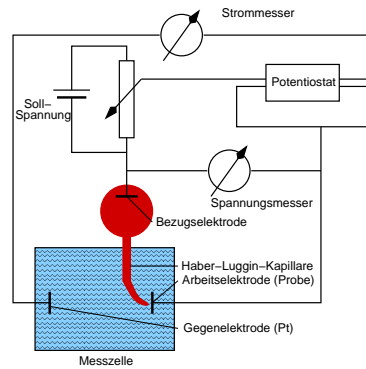 Strommesser
Potentiostat
Soll–
Spannung
Spannungsmesser
Bezugselektrode
Haber–Luggin–Kapillare
Arbeitselektrode (Probe)
Gegenelektrode (Pt)
Messzelle